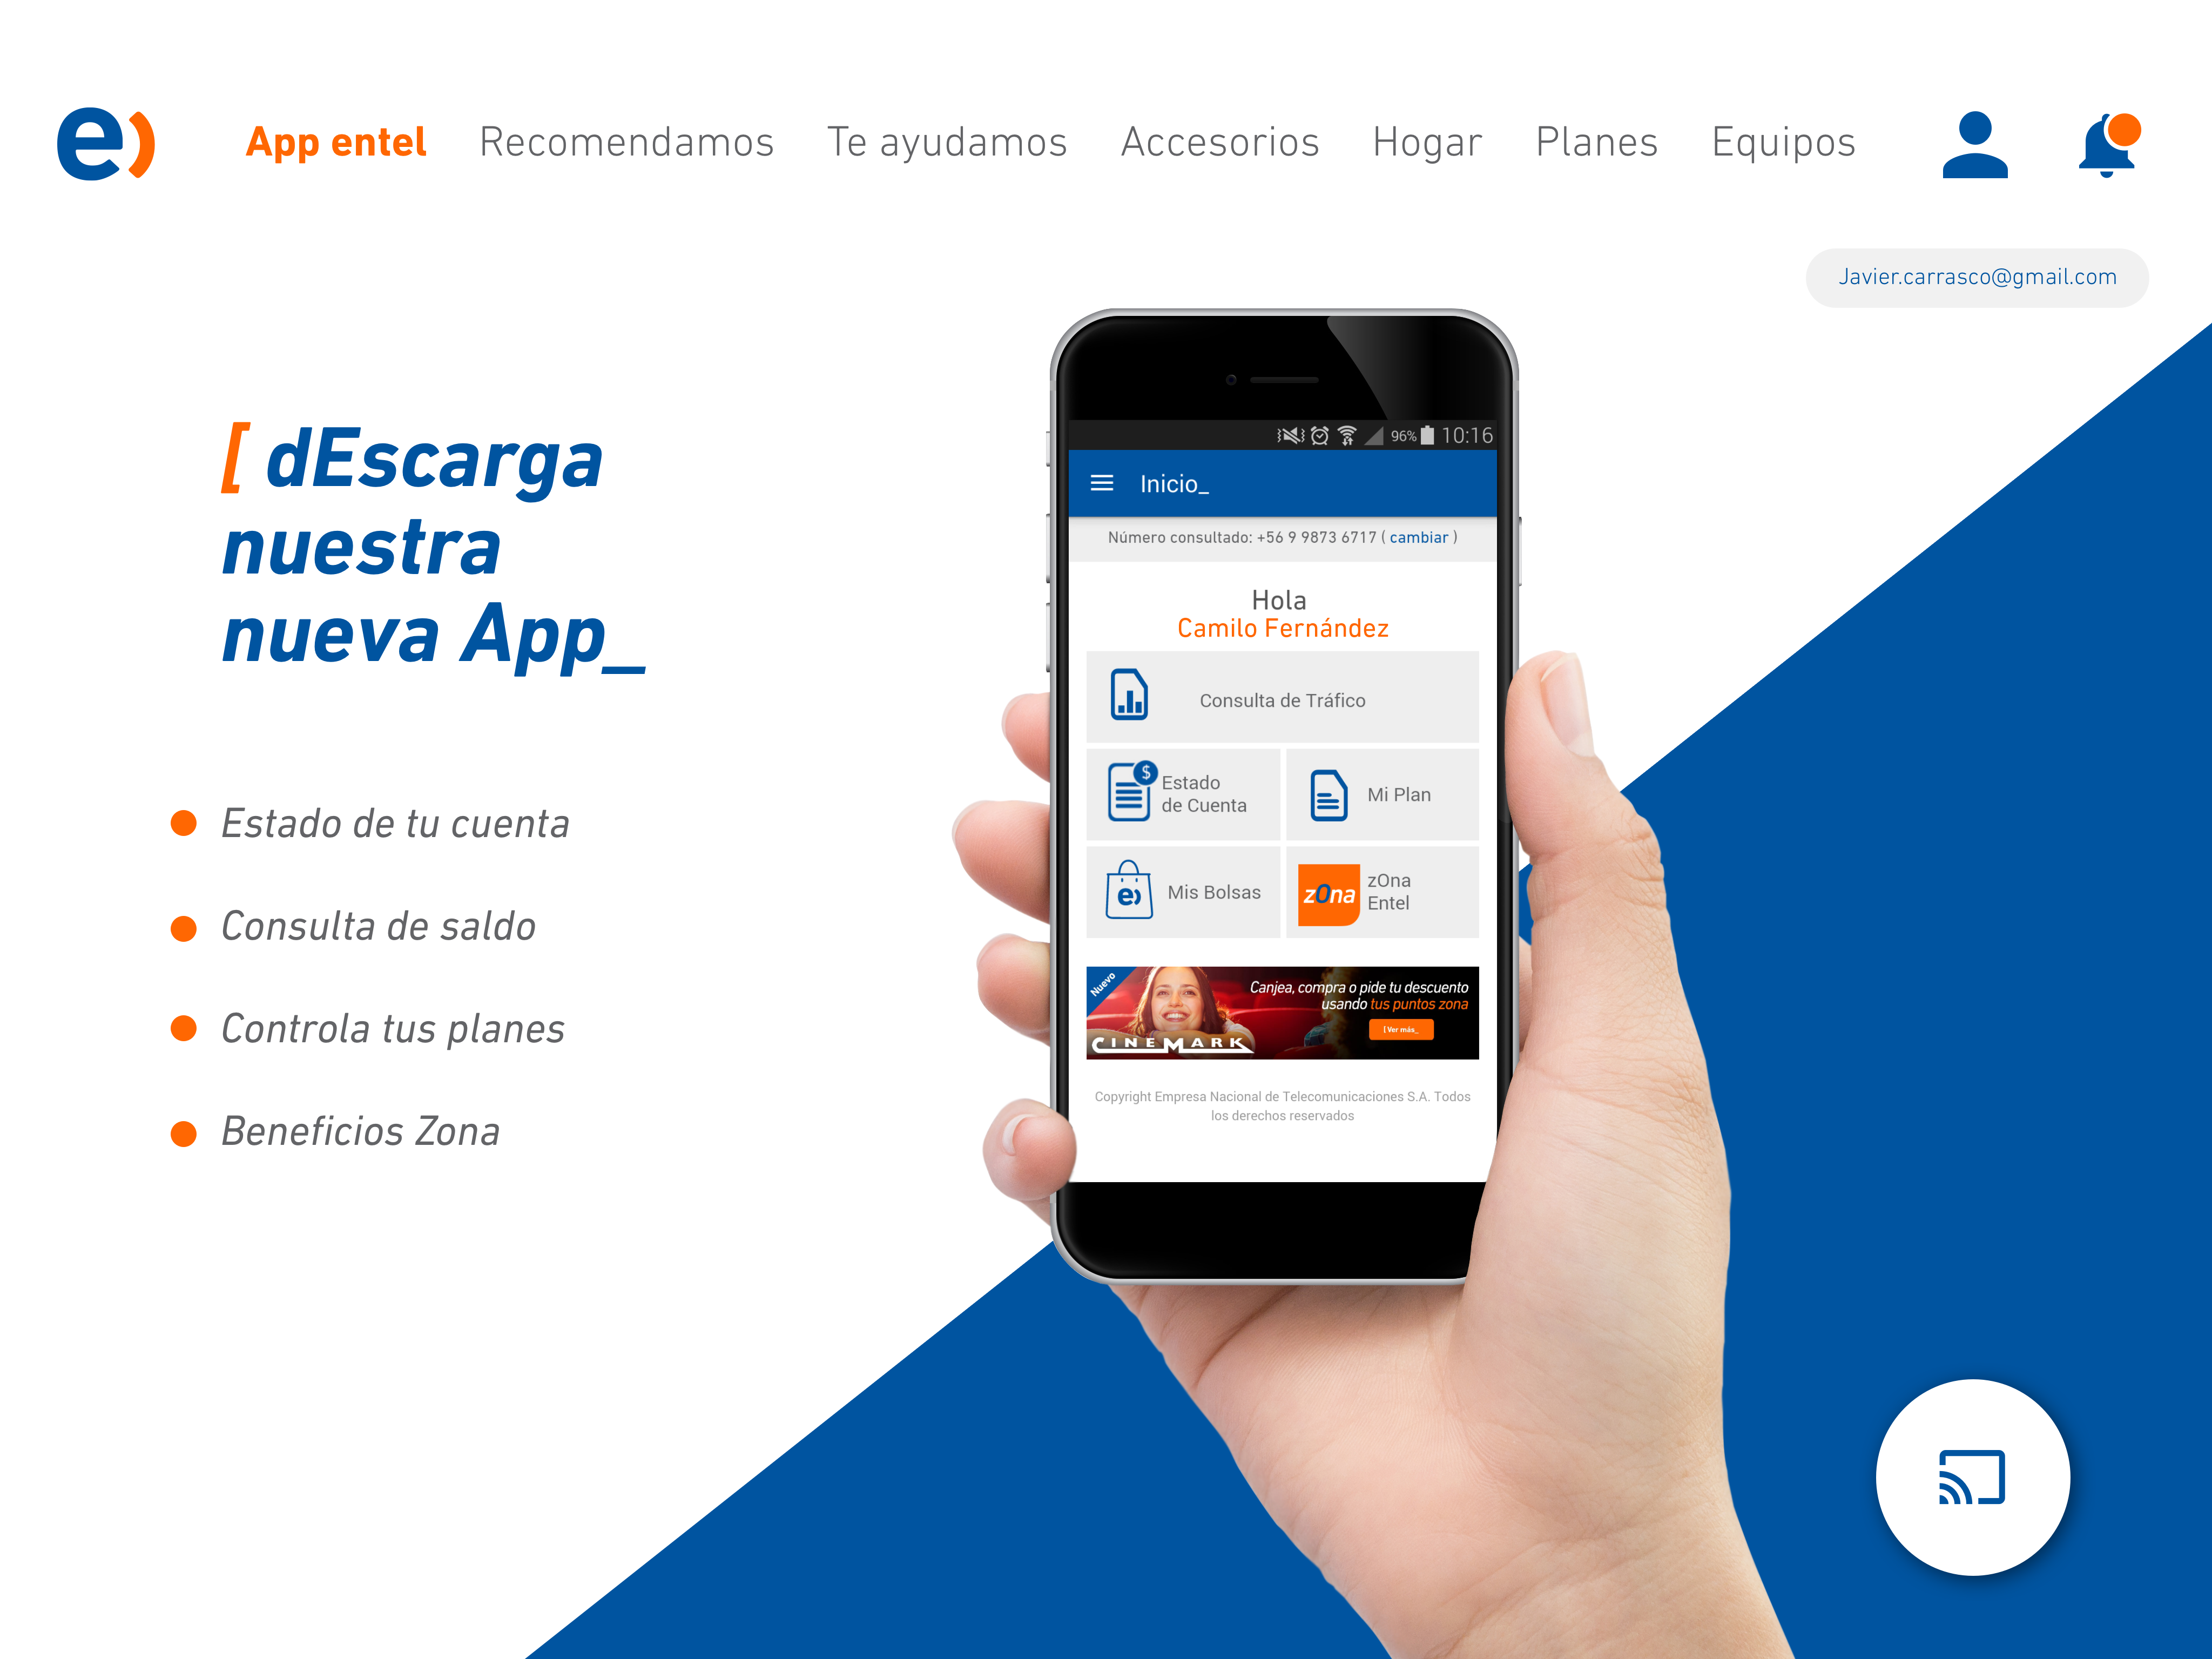 e)
App entel Recomendamos Te ayudamos Accesorios Hogar Planes Equipos
Javier.carrasco@gmail.com
[ dEscarga
nuestra
nueva App_
Estado de tu cuenta
Consulta de saldo
Controla tus planes
Beneficios Zona
96% 10:16
Inicio_
Número consultado: +56 9 9873 6717 ( cambiar )
Hola
Camilo Fernández
Consulta de Tráfico
$
Estado
de Cuenta
Mi Plan
e)
Mis Bolsas
zOna
zOna
Entel
Nuevo
Canjea, compra o pide tu descuento
usando tus puntos zona
[ Ver más_
CINEMARK
Copyright Empresa Nacional de Telecomunicaciones S.A. Todos
los derechos reservados